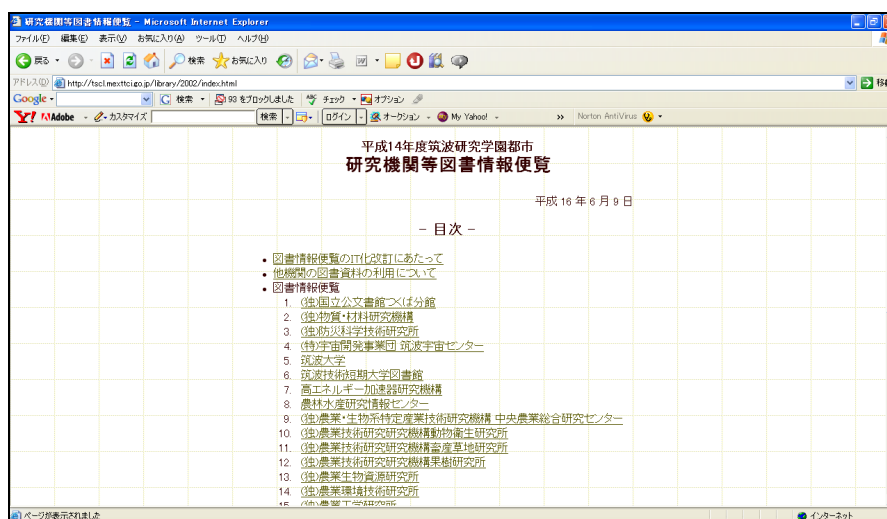 研究機関等図書情報便覧 - Microsoft Internet Explorer
ファイル(F) 編集(E) 表示(V) お気に入り(A) ツール(T) ヘルプ(H)
戻る 検索 お気に入り
アドレス(D) http://tscl.mexttci.go.jp/library/2002/index.html 移動
Google 検索 93 をブロックしました チェック オプション
Y! Adobe カスタマイズ 検索 ログイン オークション My Yahoo! Norton AntiVirus
平成14年度筑波研究学園都市
研究機関等図書情報便覧
平成 16 年 6 月 9 日
- 目次 -
• 図書情報便覧のIT化改訂にあたって
• 他機関の図書資料の利用について
• 図書情報便覧
1. (独)国立公文書館つくば分館
2. (独)物質・材料研究機構
3. (独)防災科学技術研究所
4. (特)宇宙開発事業団 筑波宇宙センター
5. 筑波大学
6. 筑波技術短期大学図書館
7. 高エネルギー加速器研究機構
8. 農林水産研究情報センター
9. (独)農業・生物系特定産業技術研究機構 中央農業総合研究センター
10. (独)農業技術研究研究機構動物衛生研究所
11. (独)農業技術研究研究機構畜産草地研究所
12. (独)農業技術研究研究機構果樹研究所
13. (独)農業生物資源研究所
14. (独)農業環境技術研究所
15. (独)農業工学研究所
ページが表示されました インターネット